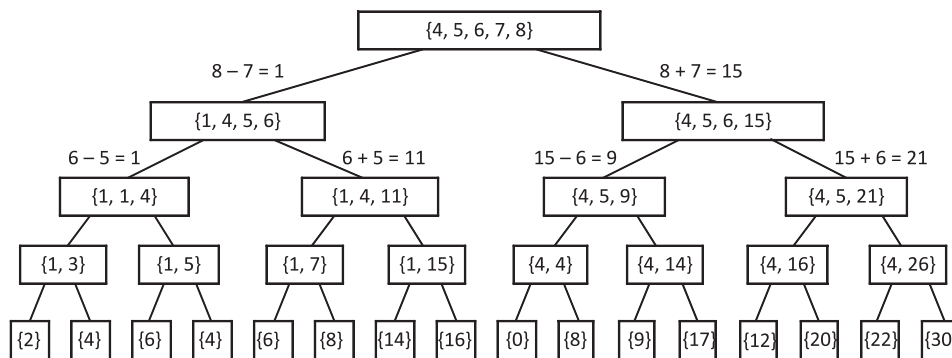 {4, 5, 6, 7, 8}
8 – 7 = 1 8 + 7 = 15
{1, 4, 5, 6} {4, 5, 6, 15}
6 – 5 = 1 6 + 5 = 11 15 – 6 = 9 15 + 6 = 21
{1, 1, 4} {1, 4, 11} {4, 5, 9} {4, 5, 21}
{1, 3} {1, 5} {1, 7} {1, 15} {4, 4} {4, 14} {4, 16} {4, 26}
{2} {4} {6} {4} {6} {8} {14} {16} {0} {8} {9} {17} {12} {20} {22} {30